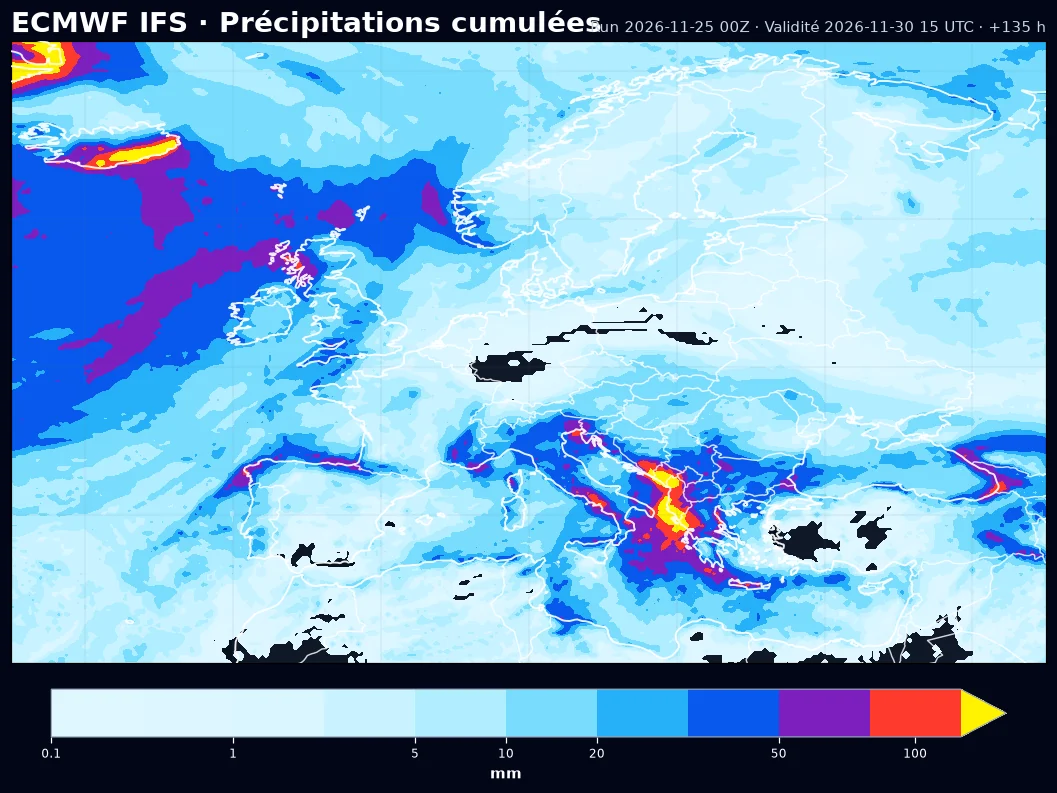 ECMWF IFS · Précipitations cumulées
Run 2026-11-25 00Z · Validité 2026-11-30 15 UTC · +135 h
0.1 1 5 10 20 50 100
mm